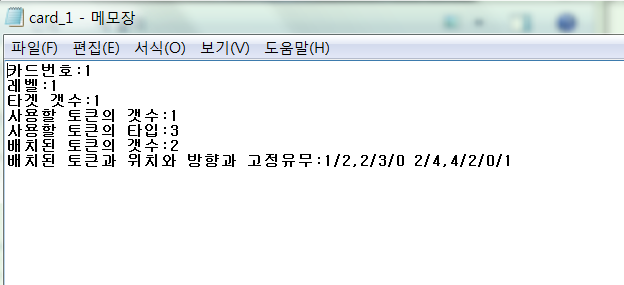 card_1 - 메모장
파일(F) 편집(E) 서식(O) 보기(V) 도움말(H)
카드번호:1
레벨:1
타겟 갯수:1
사용할 토큰의 갯수:1
사용할 토큰의 타입:3
배치된 토큰의 갯수:2
배치된 토큰과 위치와 방향과 고정유무:1/2,2/3/0 2/4,4/2/0/1